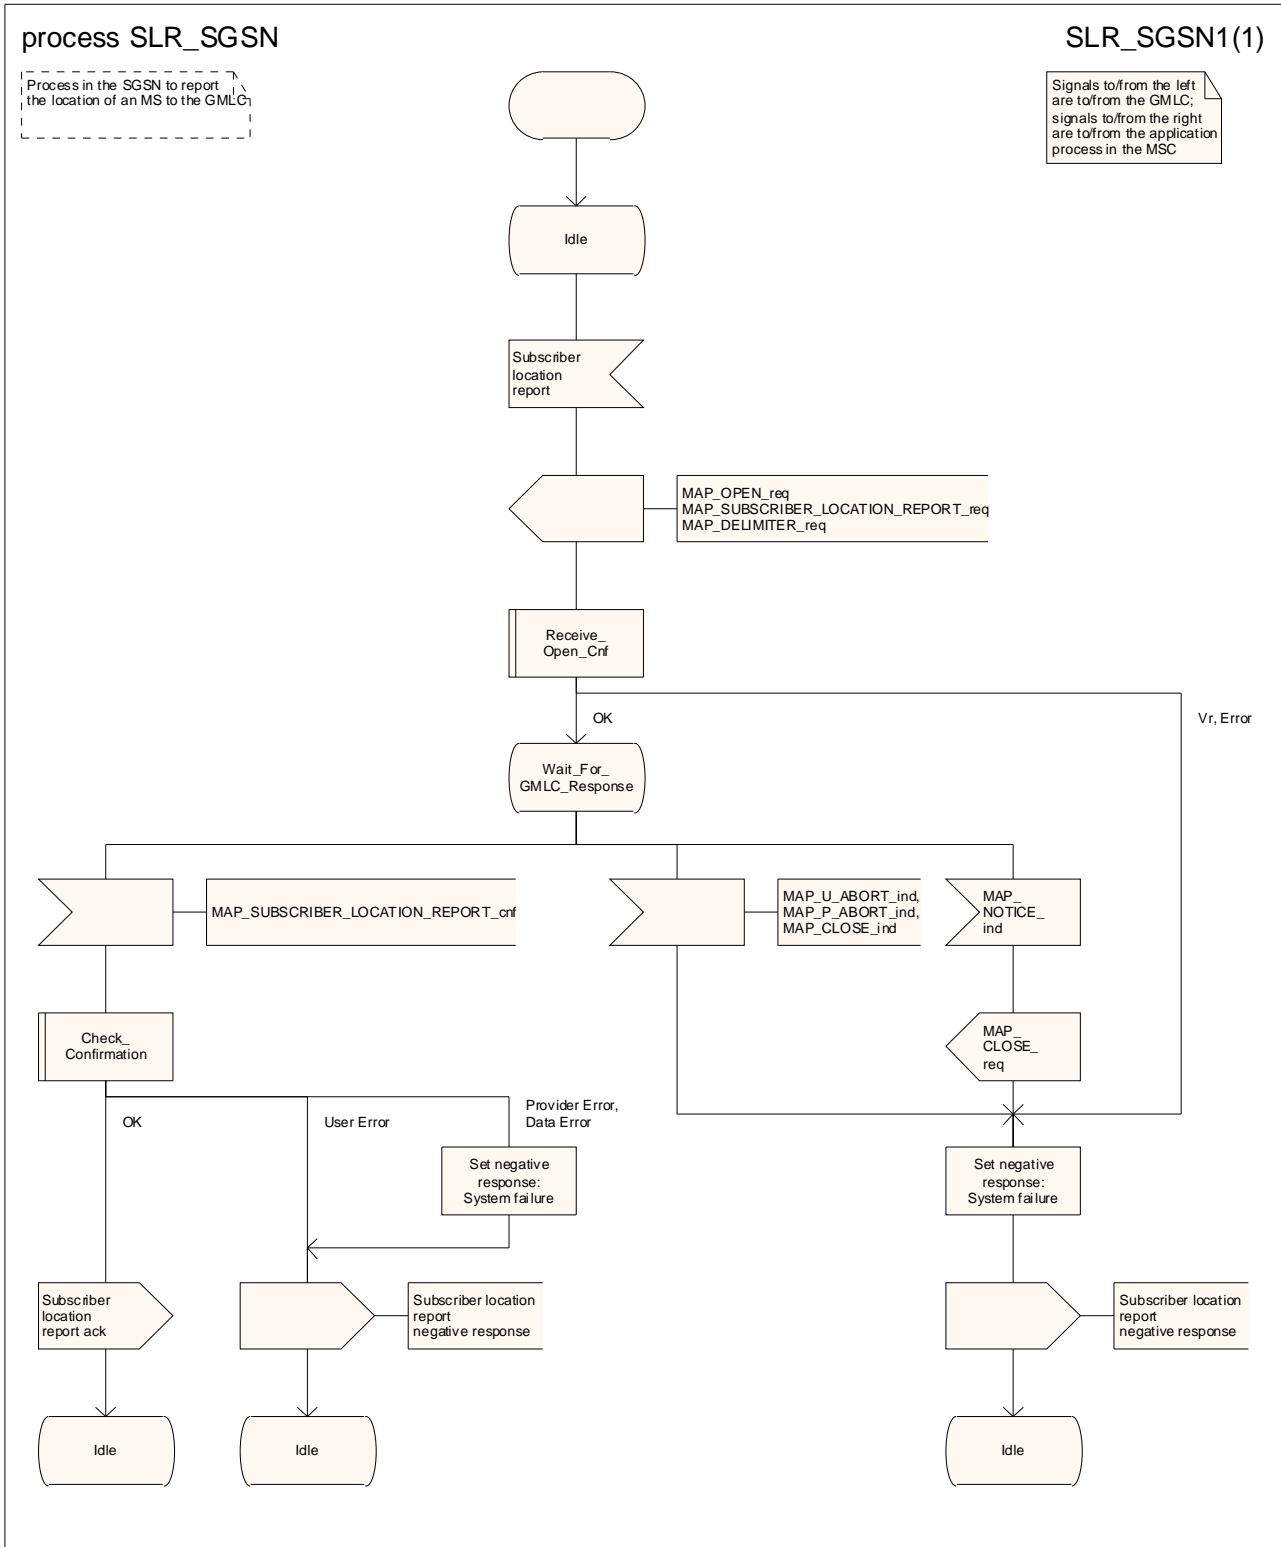 process SLR_SGSN
SLR_SGSN1(1)
Process in the SGSN to report
the location of an MS to the GMLC
Signals to/from the left
are to/from the GMLC;
signals to/from the right
are to/from the application
process in the MSC
Idle
Subscriber
location
report
MAP_OPEN_req
MAP_SUBSCRIBER_LOCATION_REPORT_req
MAP_DELIMITER_req
Receive_
Open_Cnf
OK
Vr, Error
Wait_For_
GMLC_Response
MAP_SUBSCRIBER_LOCATION_REPORT_cnf
MAP_U_ABORT_ind,
MAP_P_ABORT_ind,
MAP_CLOSE_ind
MAP_
NOTICE_
ind
Check_
Confirmation
MAP_
CLOSE_
req
OK
User Error
Provider Error,
Data Error
Set negative
response:
System failure
Set negative
response:
System failure
Subscriber
location
report ack
Subscriber location
report
negative response
Subscriber location
report
negative response
Idle
Idle
Idle